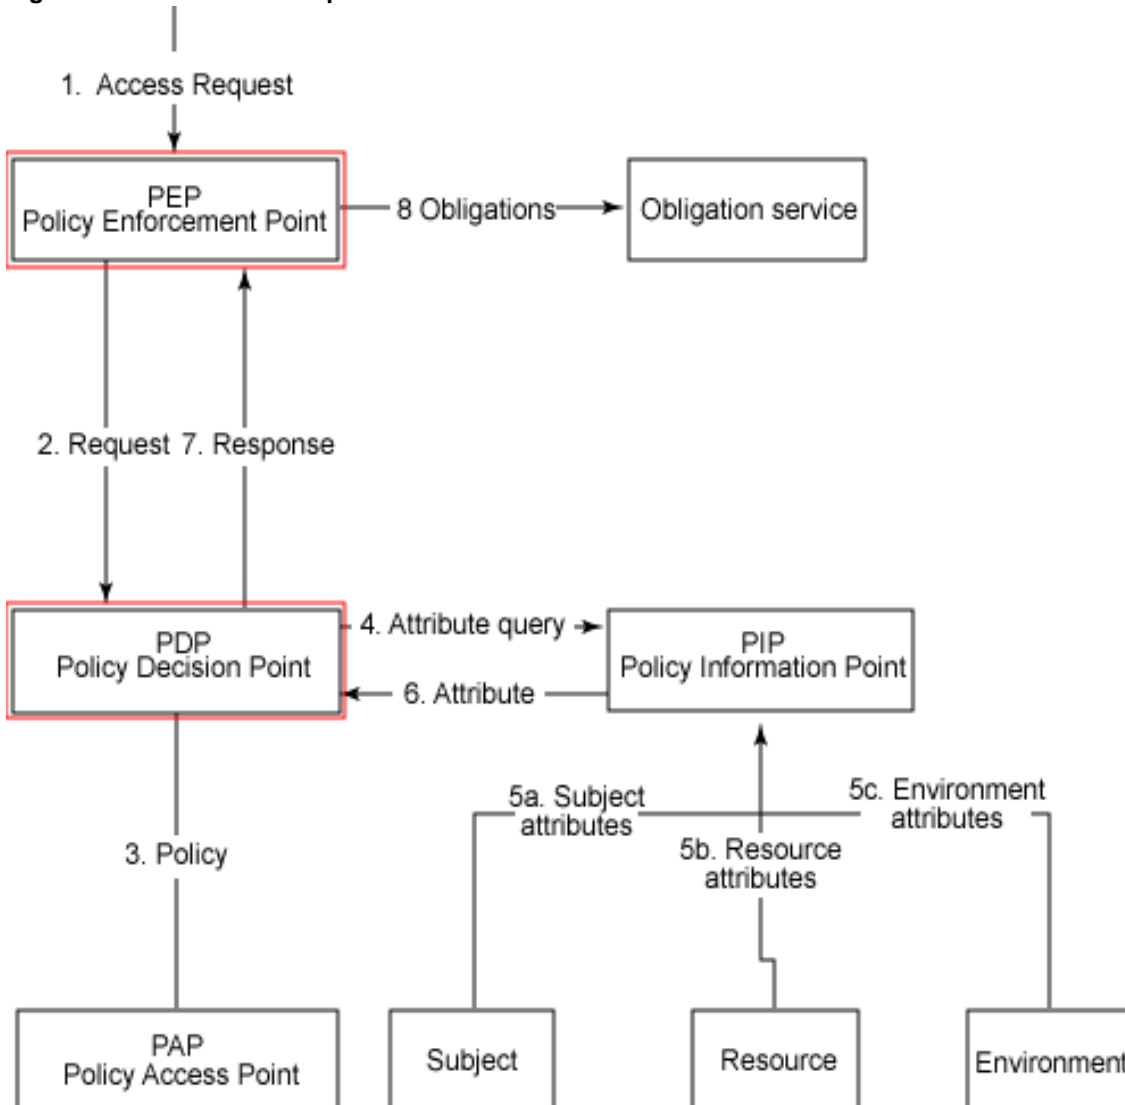 1. Access Request
PEP
Policy Enforcement Point
8 Obligations
Obligation service
2. Request
7. Response
PDP
Policy Decision Point
4. Attribute query
PIP
Policy Information Point
6. Attribute
5a. Subject
attributes
5c. Environment
attributes
5b. Resource
attributes
3. Policy
PAP
Policy Access Point
Subject
Resource
Environment